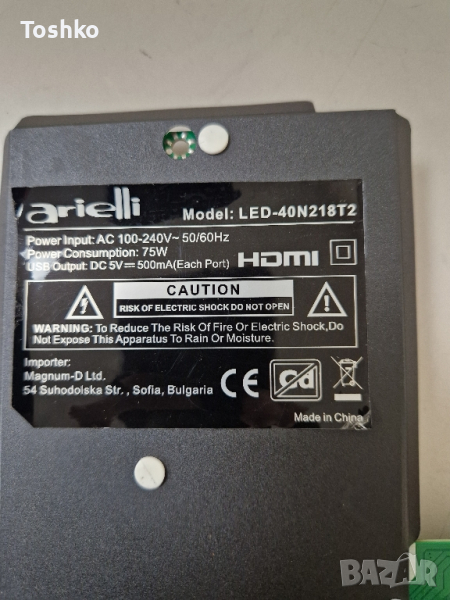 Toshko
arielli
Model: LED-40N218T2
Power Input: AC 100-240V~ 50/60Hz
Power Consumption: 75W
USB Output: DC 5V⎓ 500mA(Each Port)
HDMI
CAUTION
RISK OF ELECTRIC SHOCK DO NOT OPEN
WARNING: To Reduce The Risk Of Fire Or Electric Shock,Do
Not Expose This Apparatus To Rain Or Moisture.
Importer:
Magnum-D Ltd.
54 Suhodolska Str. , Sofia, Bulgaria
CE
Cd
Made in China
BAZAR